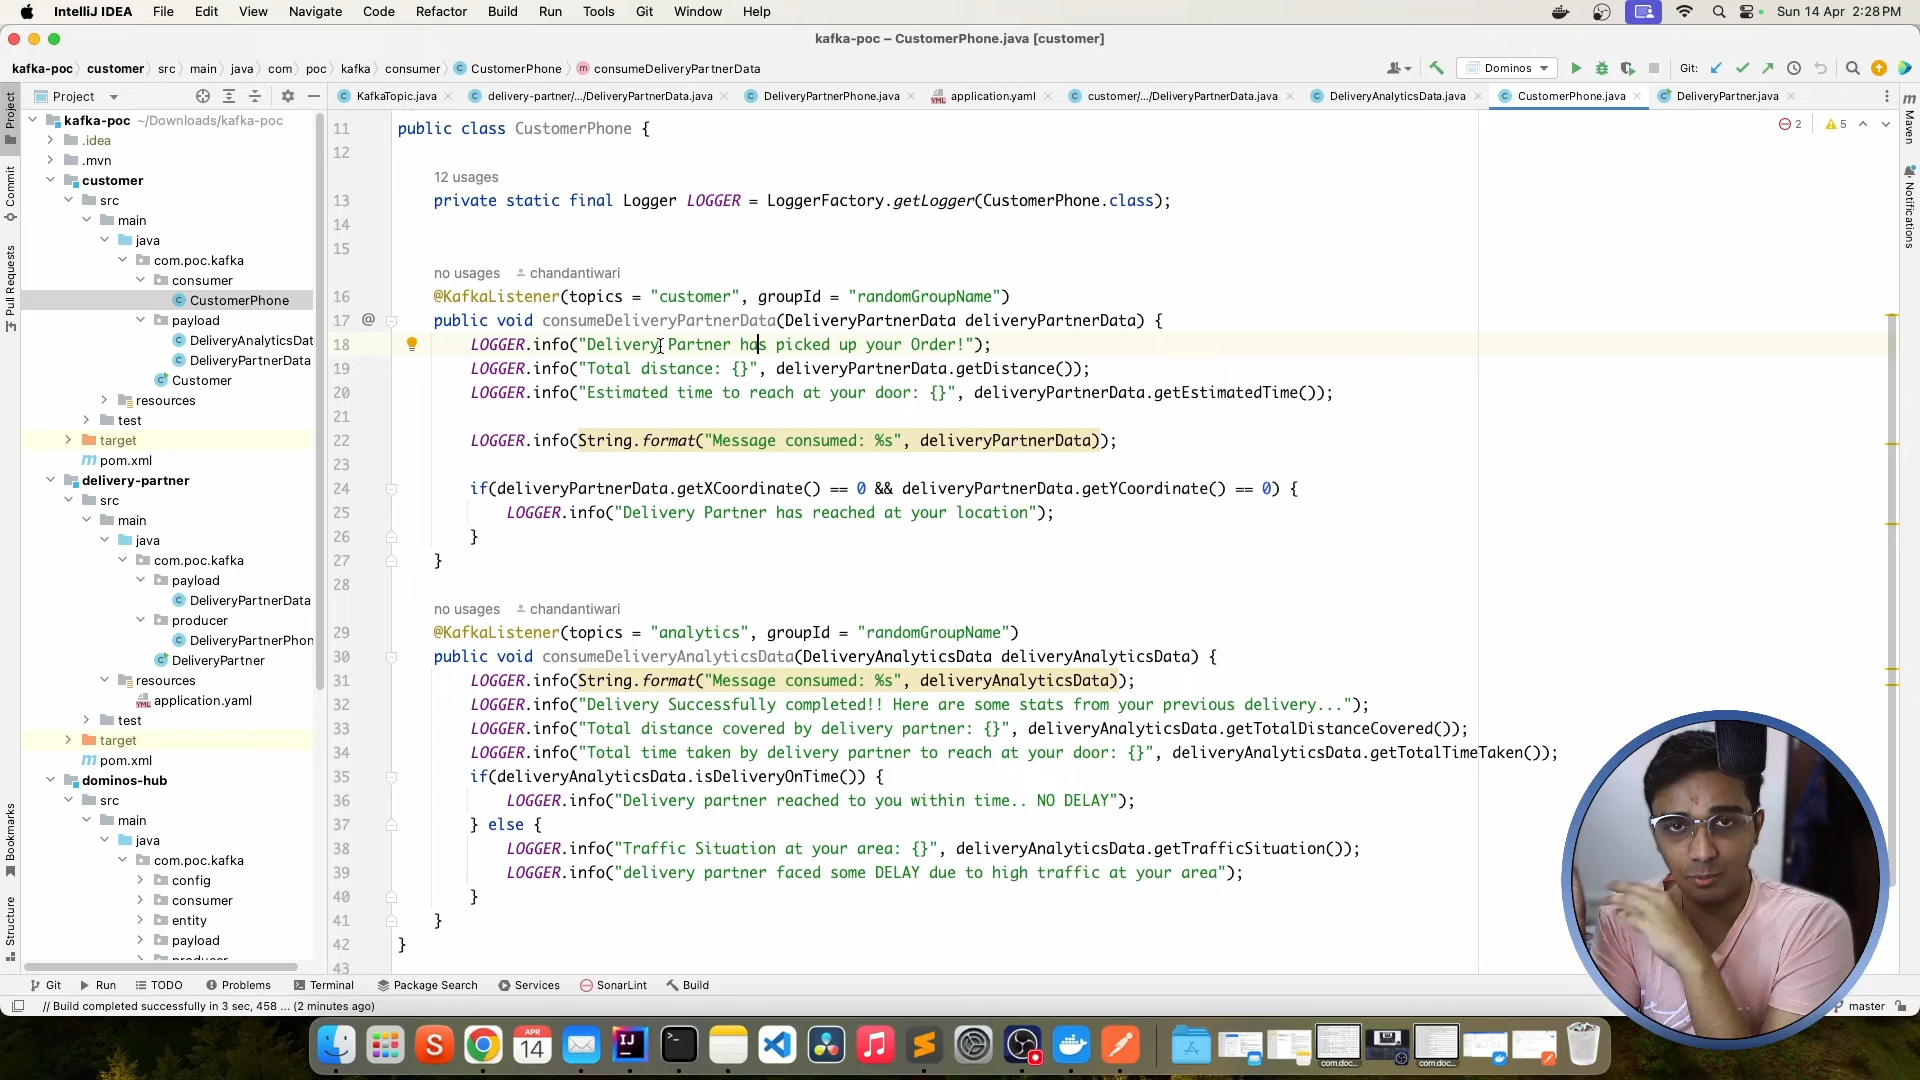 IntelliJ IDEA File Edit View Navigate Code Refactor Build Run Tools Git Window Help Sun 14 Apr 2:28 PM
kafka-poc – CustomerPhone.java [customer]
kafka-poc customer src main java com poc kafka consumer CustomerPhone consumeDeliveryPartnerData Dominos Git:
Project KafkaTopic.java delivery-partner/.../DeliveryPartnerData.java DeliveryPartnerPhone.java application.yaml customer/.../DeliveryPartnerData.java DeliveryAnalyticsData.java CustomerPhone.java DeliveryPartner.java
Project
Commit
Pull Requests
Bookmarks
Structure
Maven
Notifications
2 5
kafka-poc ~/Downloads/kafka-poc
.idea
.mvn
customer
src
main
java
com.poc.kafka
consumer
CustomerPhone
payload
DeliveryAnalyticsDat
DeliveryPartnerData
Customer
resources
test
target
pom.xml
delivery-partner
src
main
java
com.poc.kafka
payload
DeliveryPartnerData
producer
DeliveryPartnerPhon
DeliveryPartner
resources
application.yaml
test
target
pom.xml
dominos-hub
src
main
java
com.poc.kafka
config
consumer
entity
payload
producer
11 public class CustomerPhone {
12
12 usages
13 private static final Logger LOGGER = LoggerFactory.getLogger(CustomerPhone.class);
14
15
no usages chandantiwari
16 @KafkaListener(topics = "customer", groupId = "randomGroupName")
17 @ public void consumeDeliveryPartnerData(DeliveryPartnerData deliveryPartnerData) {
18 LOGGER.info("Delivery Partner has picked up your Order!");
19 LOGGER.info("Total distance: {}", deliveryPartnerData.getDistance());
20 LOGGER.info("Estimated time to reach at your door: {}", deliveryPartnerData.getEstimatedTime());
21
22 LOGGER.info(String.format("Message consumed: %s", deliveryPartnerData));
23
24 if(deliveryPartnerData.getXCoordinate() == 0 && deliveryPartnerData.getYCoordinate() == 0) {
25 LOGGER.info("Delivery Partner has reached at your location");
26 }
27 }
28
no usages chandantiwari
29 @KafkaListener(topics = "analytics", groupId = "randomGroupName")
30 public void consumeDeliveryAnalyticsData(DeliveryAnalyticsData deliveryAnalyticsData) {
31 LOGGER.info(String.format("Message consumed: %s", deliveryAnalyticsData));
32 LOGGER.info("Delivery Successfully completed!! Here are some stats from your previous delivery...");
33 LOGGER.info("Total distance covered by delivery partner: {}", deliveryAnalyticsData.getTotalDistanceCovered());
34 LOGGER.info("Total time taken by delivery partner to reach at your door: {}", deliveryAnalyticsData.getTotalTimeTaken());
35 if(deliveryAnalyticsData.isDeliveryOnTime()) {
36 LOGGER.info("Delivery partner reached to you within time.. NO DELAY");
37 } else {
38 LOGGER.info("Traffic Situation at your area: {}", deliveryAnalyticsData.getTrafficSituation());
39 LOGGER.info("delivery partner faced some DELAY due to high traffic at your area");
40 }
41 }
42 }
43
Git Run TODO Problems Terminal Package Search Services SonarLint Build
// Build completed successfully in 3 sec, 458 ... (2 minutes ago) master
APR
14
IJ